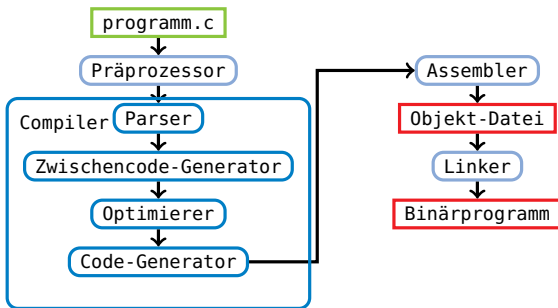 programm.c
Präprozessor
Compiler
Parser
Zwischencode-Generator
Optimierer
Code-Generator
Assembler
Objekt-Datei
Linker
Binärprogramm